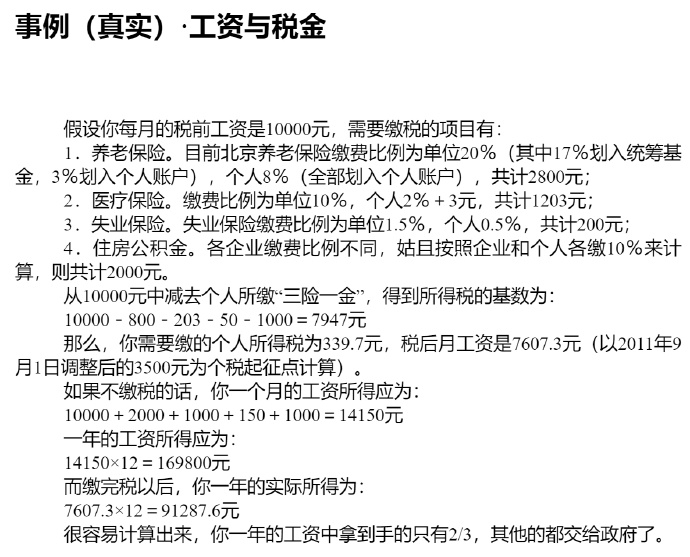 事例（真实）·工资与税金
假设你每月的税前工资是10000元，需要缴税的项目有：
1．养老保险。目前北京养老保险缴费比例为单位20%（其中17%划入统筹基
金，3%划入个人账户），个人8%（全部划入个人账户），共计2800元；
2．医疗保险。缴费比例为单位10%，个人2%+3元，共计1203元；
3．失业保险。失业保险缴费比例为单位1.5%，个人0.5%，共计200元；
4．住房公积金。各企业缴费比例不同，姑且按照企业和个人各缴10%来计
算，则共计2000元。
从10000元中减去个人所缴“三险一金”，得到所得税的基数为：
10000﹣800﹣203﹣50﹣1000＝7947元
那么，你需要缴的个人所得税为339.7元，税后月工资是7607.3元（以2011年9
月1日调整后的3500元为个税起征点计算）。
如果不缴税的话，你一个月的工资所得应为：
10000＋2000＋1000＋150＋1000＝14150元
一年的工资所得应为：
14150×12＝169800元
而缴完税以后，你一年的实际所得为：
7607.3×12＝91287.6元
很容易计算出来，你一年的工资中拿到手的只有2/3，其他的都交给政府了。